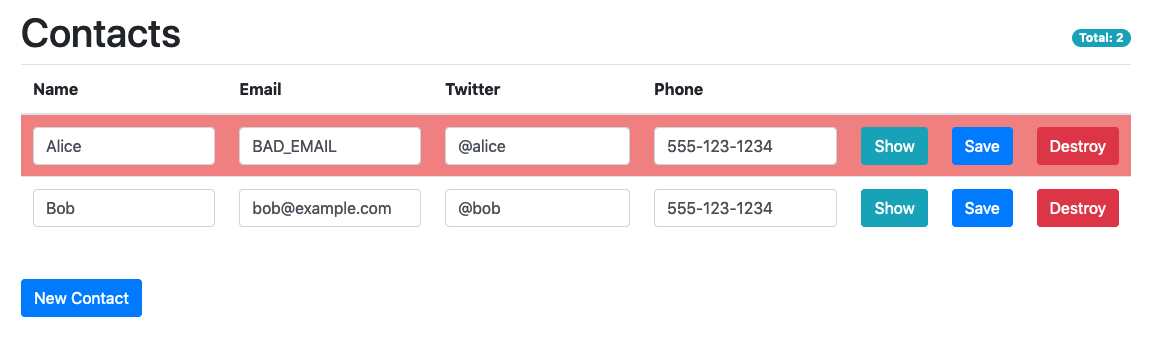 Contacts
Total: 2
Name Email Twitter Phone
Alice BAD_EMAIL @alice 555-123-1234 Show Save Destroy
Bob bob@example.com @bob 555-123-1234 Show Save Destroy
New Contact